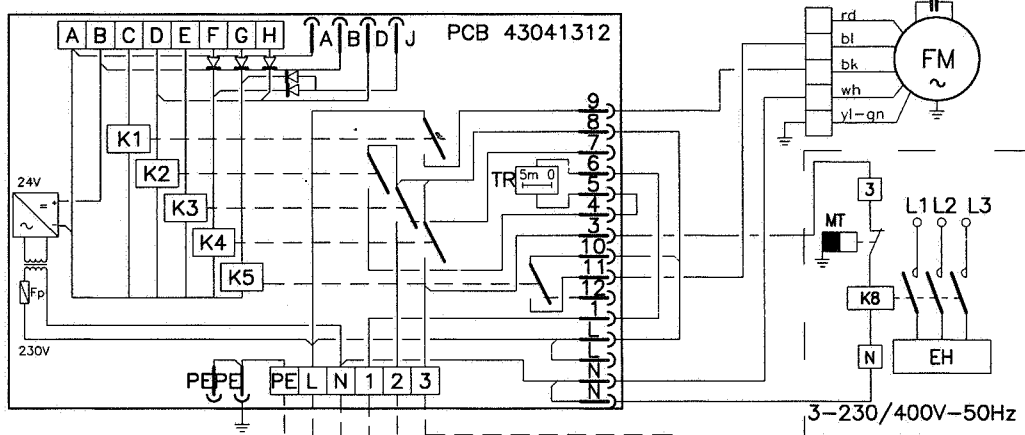 A B C D E F G H
A B D J
PCB 43041312
rd
bl
bk
wh
yl-gn
FM
~
9
8
7
6
5
4
3
10
11
12
1
L
L
N
N
TR
5m 0
K1
K2
K3
K4
K5
24V
= +
~
Fp
230V
PE PE PE L N 1 2 3
3
MT
K8
N
L1 L2 L3
EH
3-230/400V-50Hz